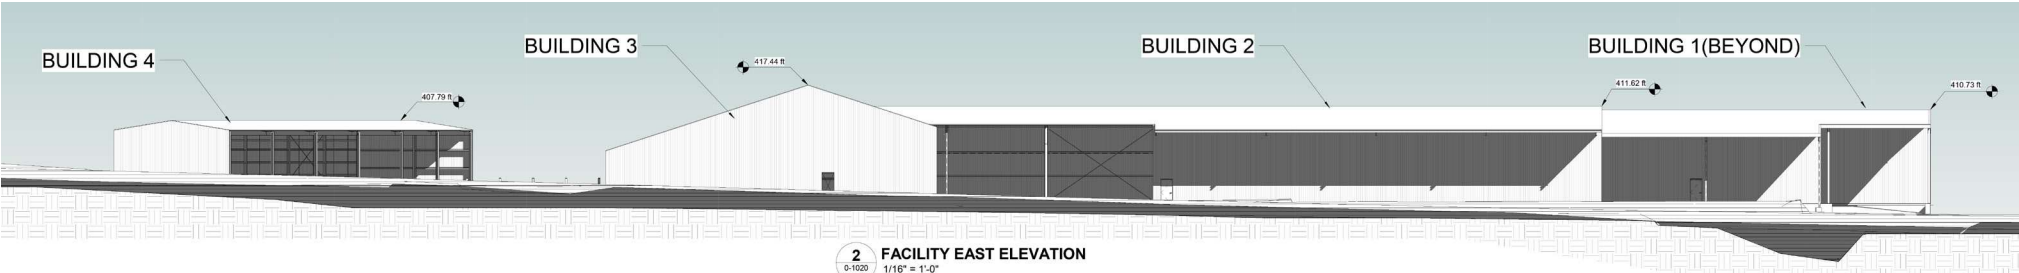 BUILDING 4
BUILDING 3
BUILDING 2
BUILDING 1(BEYOND)
407.79 ft
417.44 ft
411.62 ft
410.73 ft
2
0-1020
FACILITY EAST ELEVATION
1/16" = 1'-0"